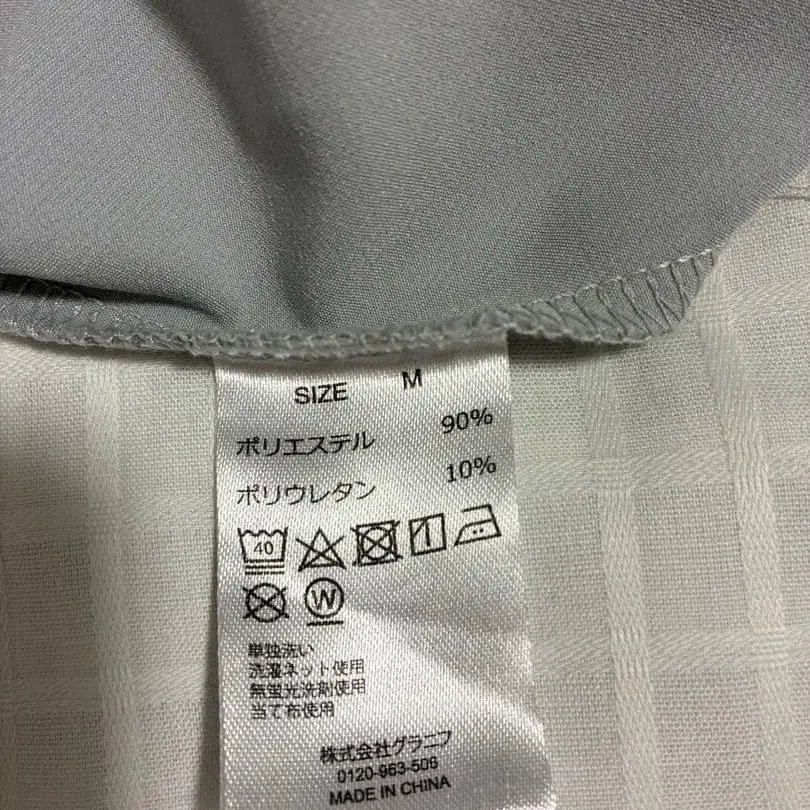 SIZE M
ポリエステル 90%
ポリウレタン 10%
40
W
単独洗い
洗濯ネット使用
無蛍光洗剤使用
当て布使用
株式会社グラニフ
0120-963-506
MADE IN CHINA